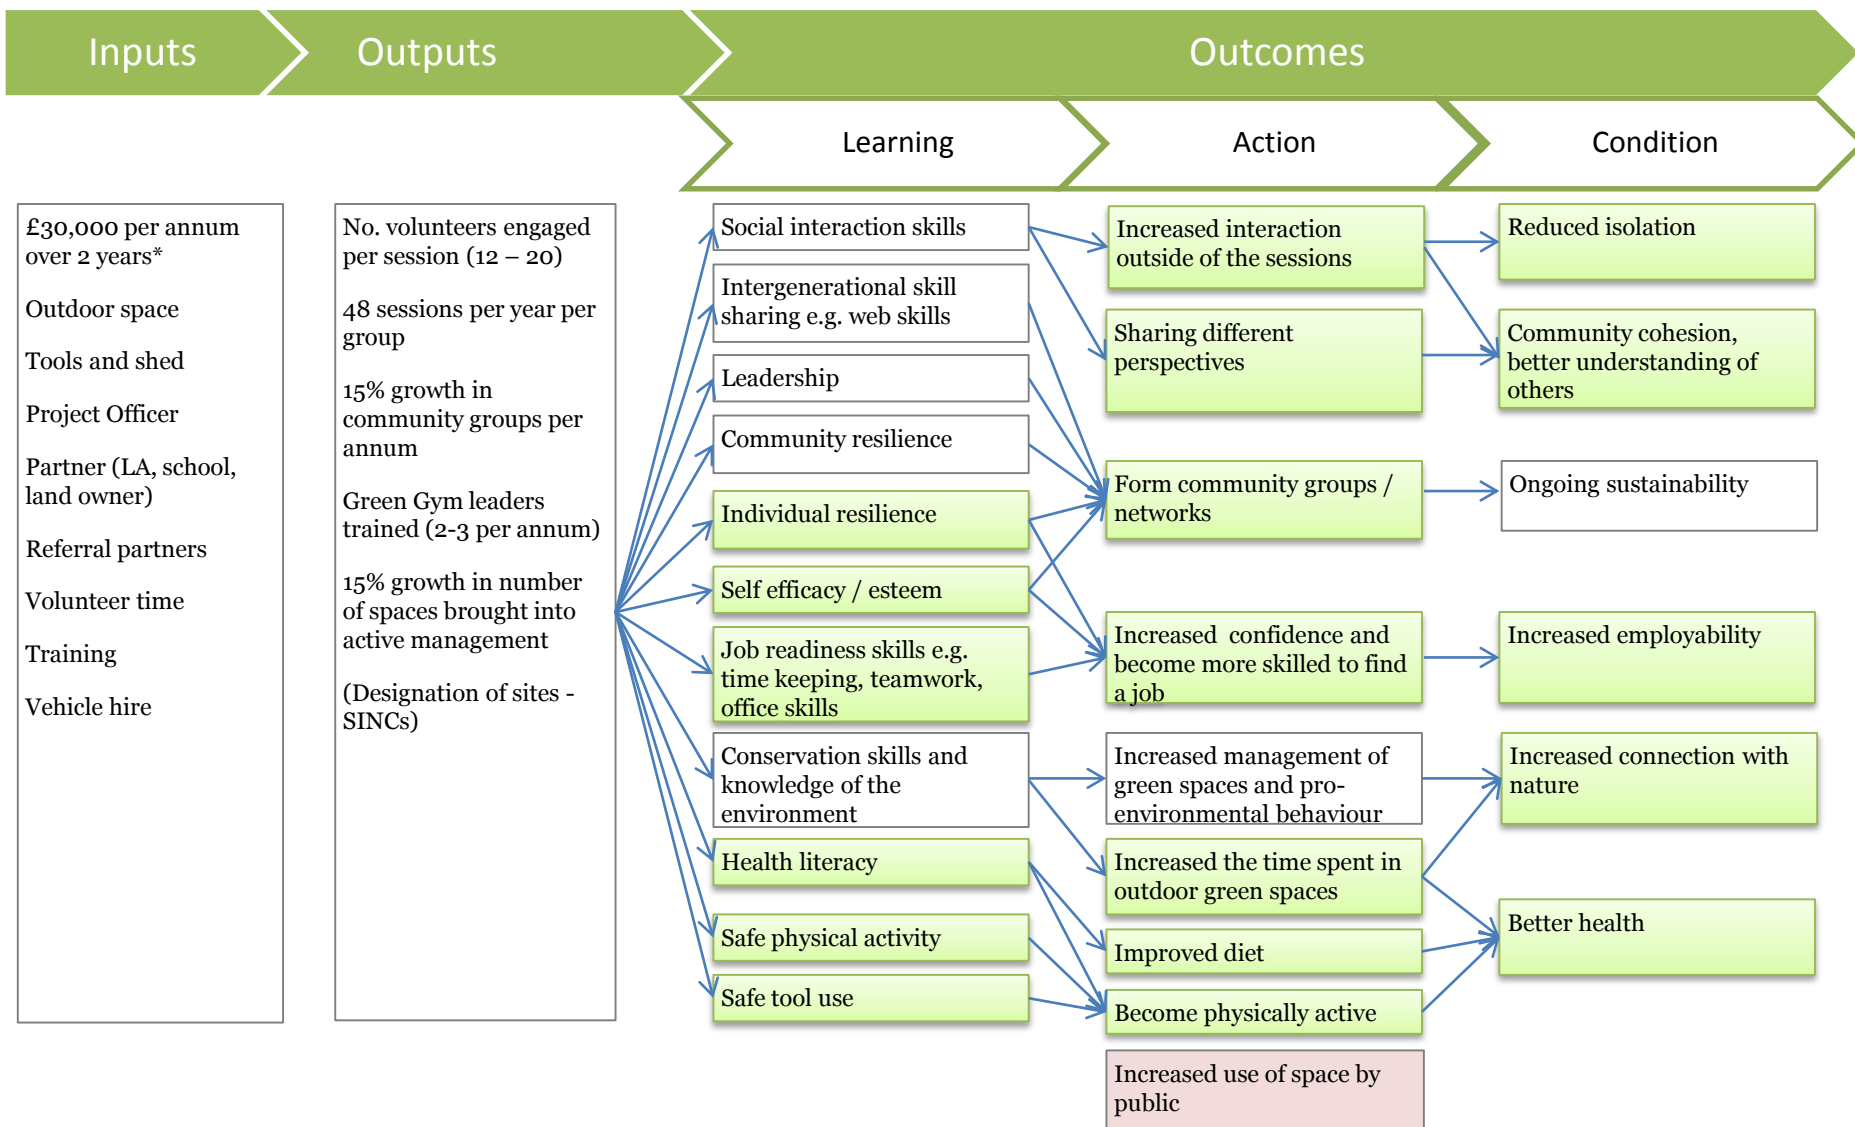 Inputs
Outputs
Outcomes
Learning
Action
Condition
£30,000 per annum
over 2 years*
Outdoor space
Tools and shed
Project Officer
Partner (LA, school,
land owner)
Referral partners
Volunteer time
Training
Vehicle hire
No. volunteers engaged
per session (12 – 20)
48 sessions per year per
group
15% growth in
community groups per
annum
Green Gym leaders
trained (2-3 per annum)
15% growth in number
of spaces brought into
active management
(Designation of sites -
SINCs)
Social interaction skills
Intergenerational skill
sharing e.g. web skills
Leadership
Community resilience
Individual resilience
Self efficacy / esteem
Job readiness skills e.g.
time keeping, teamwork,
office skills
Conservation skills and
knowledge of the
environment
Health literacy
Safe physical activity
Safe tool use
Increased interaction
outside of the sessions
Sharing different
perspectives
Form community groups /
networks
Increased  confidence and
become more skilled to find
a job
Increased management of
green spaces and pro-
environmental behaviour
Increased the time spent in
outdoor green spaces
Improved diet
Become physically active
Increased use of space by
public
Reduced isolation
Community cohesion,
better understanding of
others
Ongoing sustainability
Increased employability
Increased connection with
nature
Better health